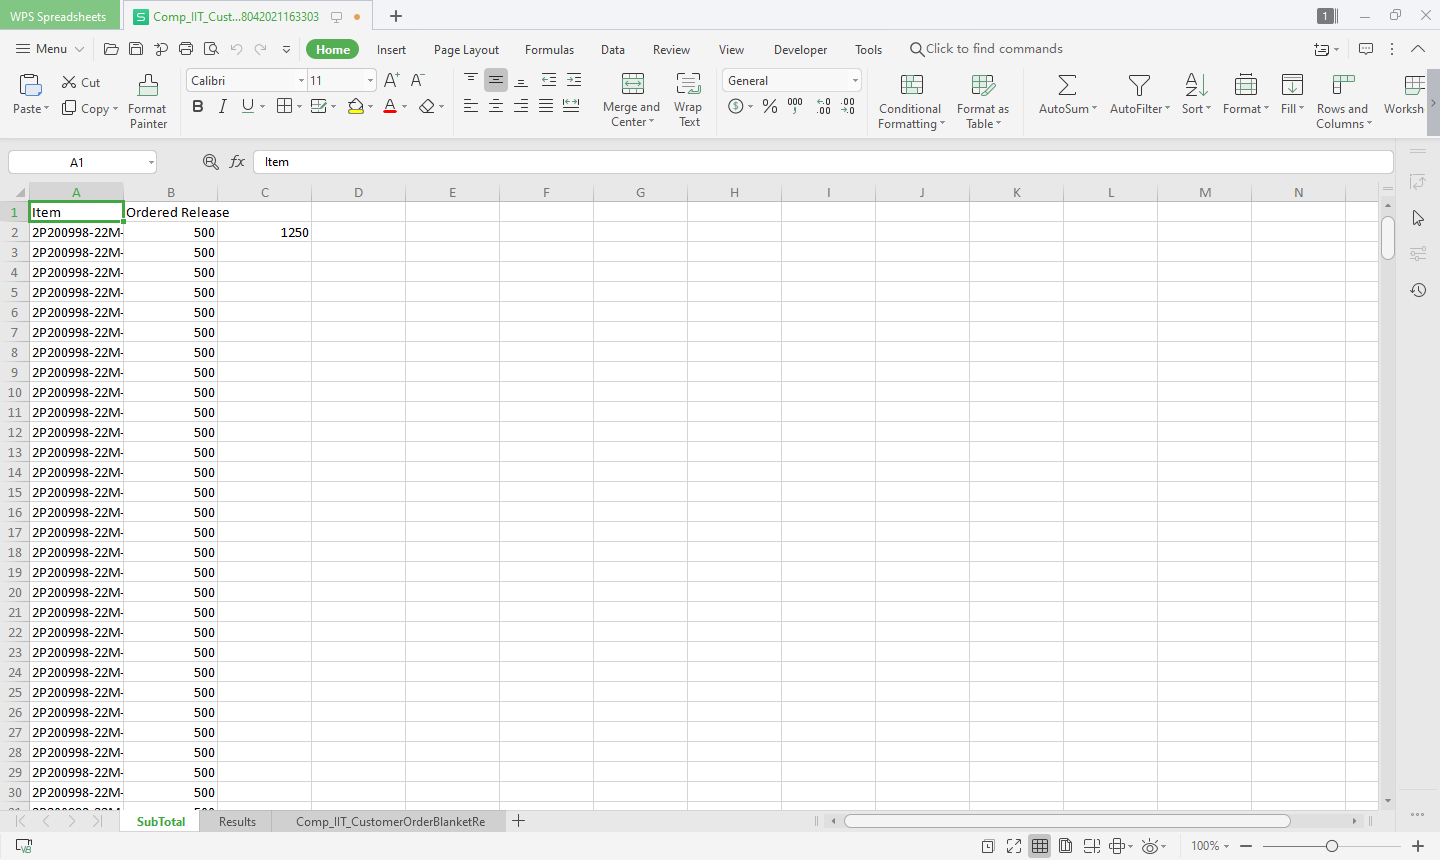 WPS Spreadsheets
Comp_IIT_Cust...8042021163303
1
Menu
Home
Insert
Page Layout
Formulas
Data
Review
View
Developer
Tools
Click to find commands
Paste
Cut
Copy
Format Painter
Calibri
11
Merge and Center
Wrap Text
General
Conditional Formatting
Format as Table
AutoSum
AutoFilter
Sort
Format
Fill
Rows and Columns
Worksh
A1
Item
A B C D E F G H I J K L M N
1 Item Ordered Release
2 2P200998-22M- 500 1250
3 2P200998-22M- 500
4 2P200998-22M- 500
5 2P200998-22M- 500
6 2P200998-22M- 500
7 2P200998-22M- 500
8 2P200998-22M- 500
9 2P200998-22M- 500
10 2P200998-22M- 500
11 2P200998-22M- 500
12 2P200998-22M- 500
13 2P200998-22M- 500
14 2P200998-22M- 500
15 2P200998-22M- 500
16 2P200998-22M- 500
17 2P200998-22M- 500
18 2P200998-22M- 500
19 2P200998-22M- 500
20 2P200998-22M- 500
21 2P200998-22M- 500
22 2P200998-22M- 500
23 2P200998-22M- 500
24 2P200998-22M- 500
25 2P200998-22M- 500
26 2P200998-22M- 500
27 2P200998-22M- 500
28 2P200998-22M- 500
29 2P200998-22M- 500
30 2P200998-22M- 500
SubTotal
Results
Comp_IIT_CustomerOrderBlanketRe
100%